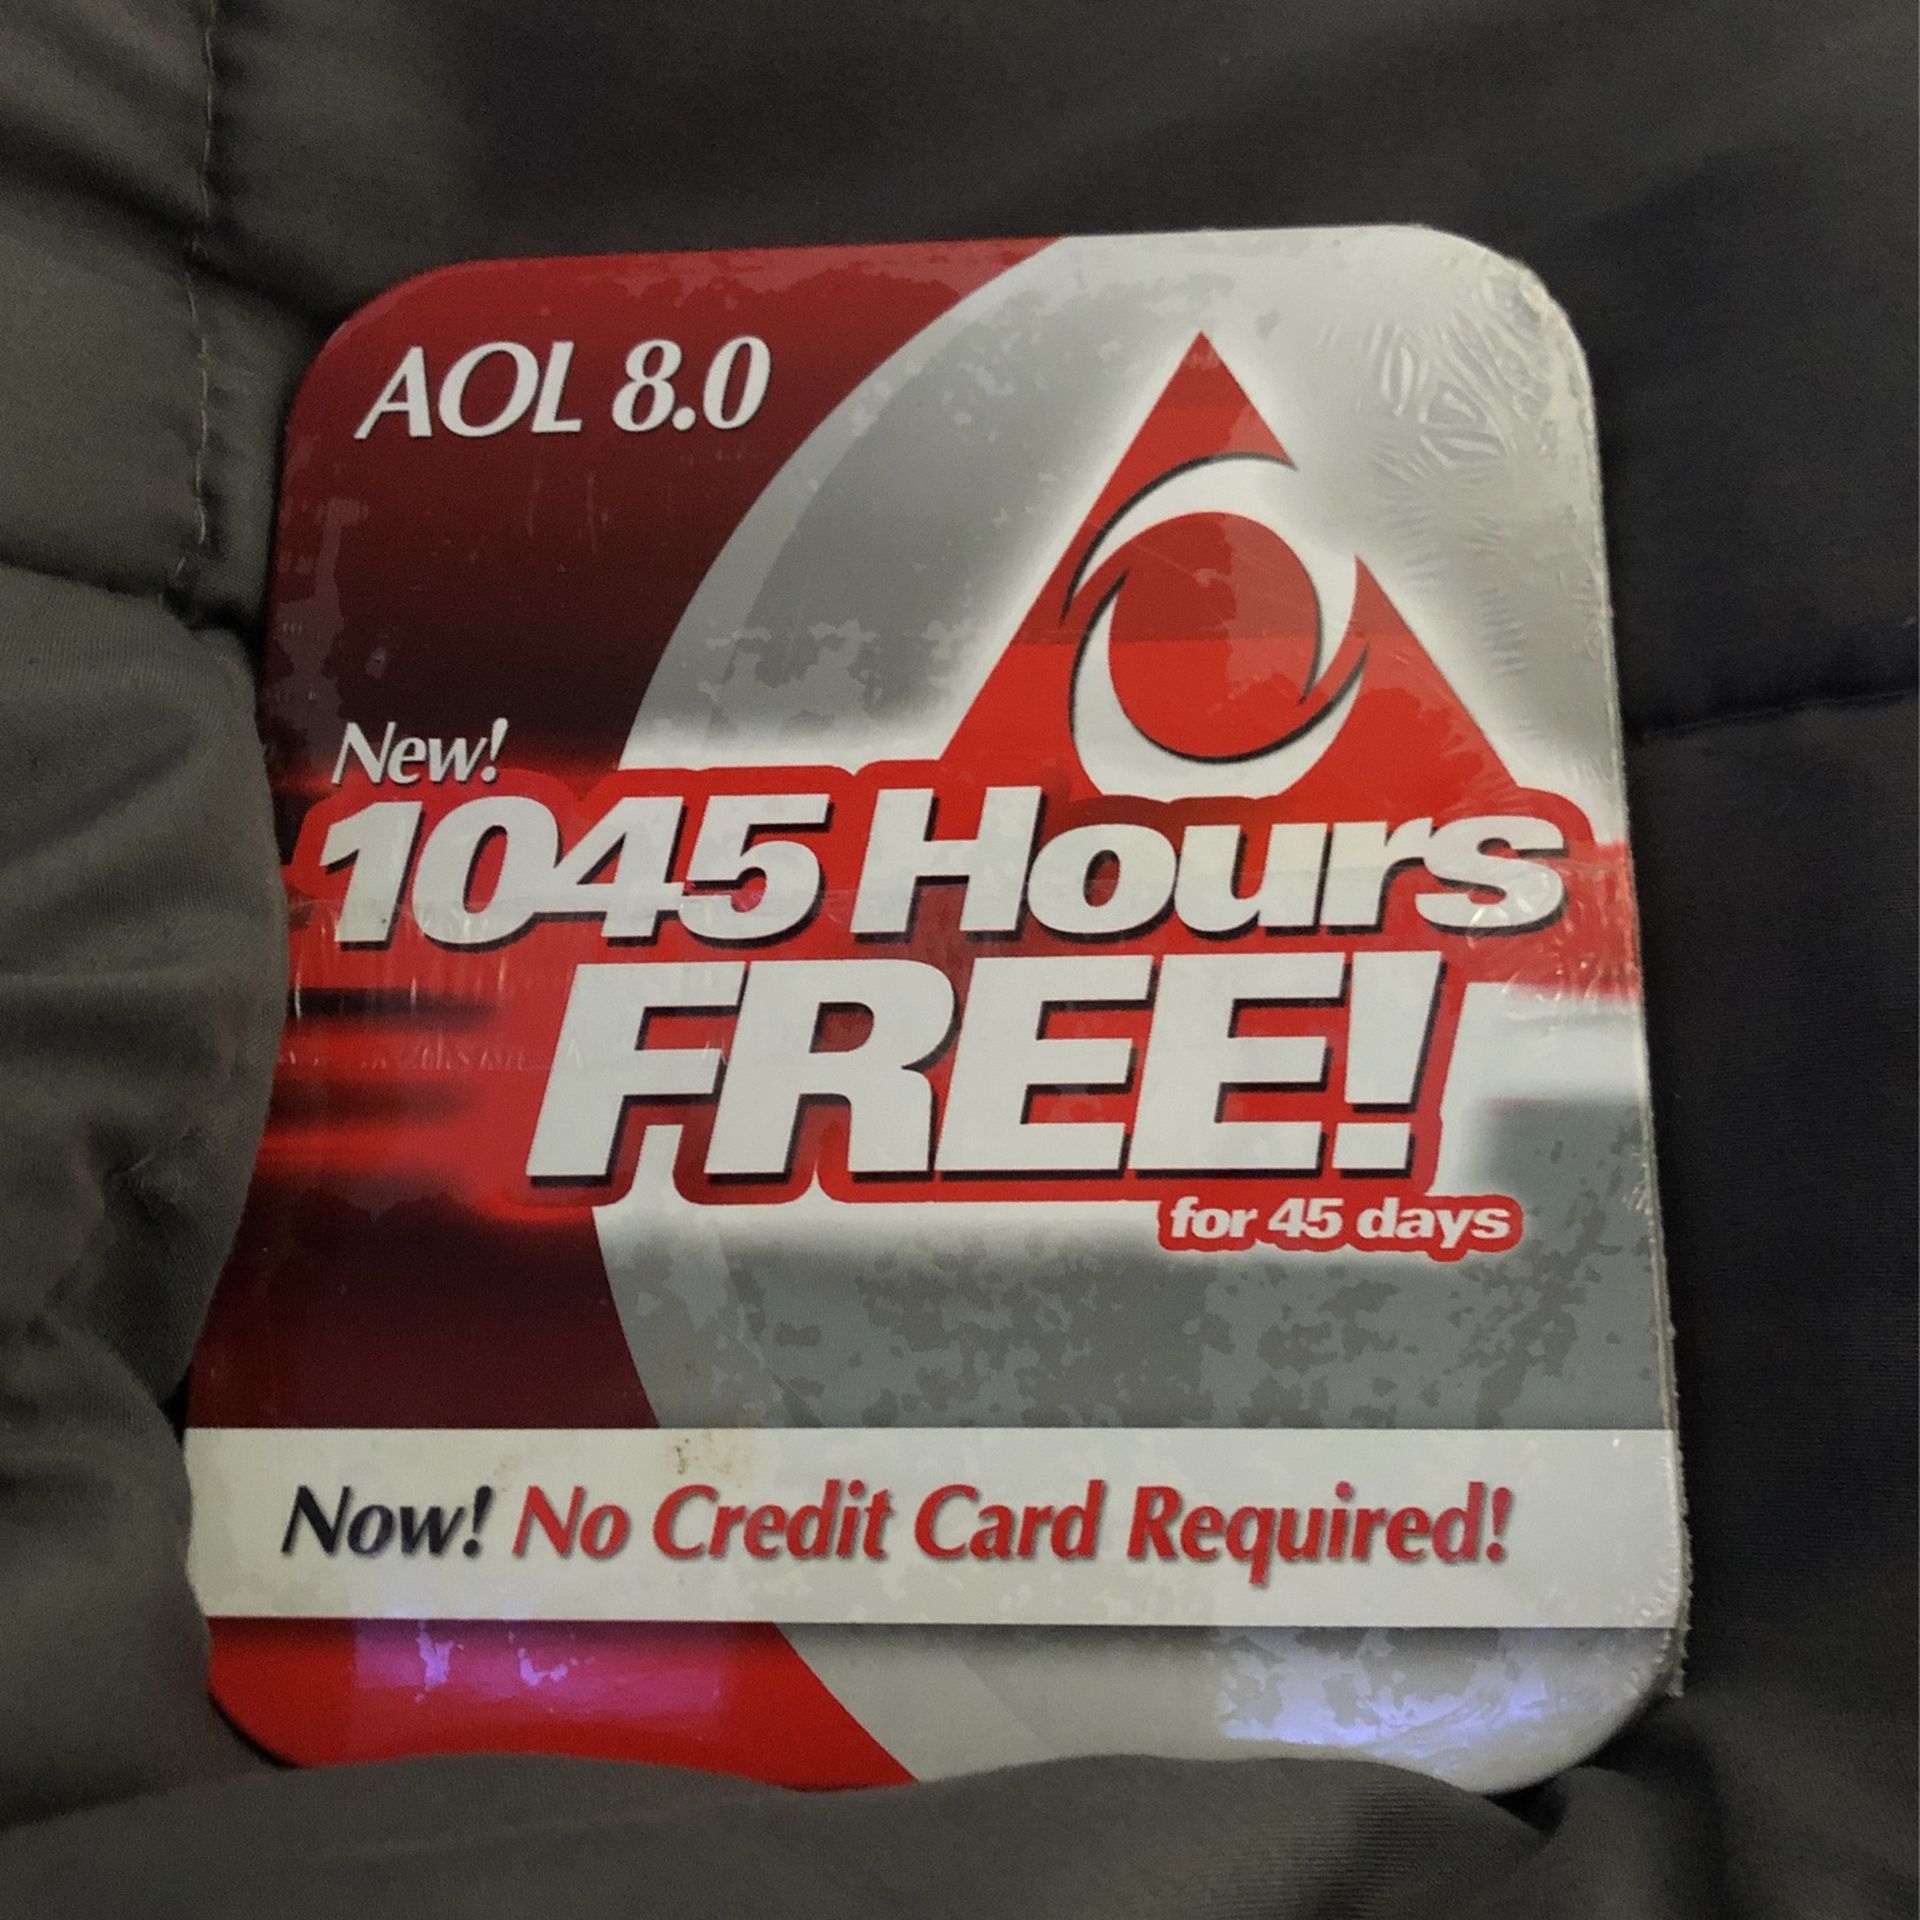 AOL 8.0
New!
1045 Hours
FREE!
for 45 days
Now! No Credit Card Required!